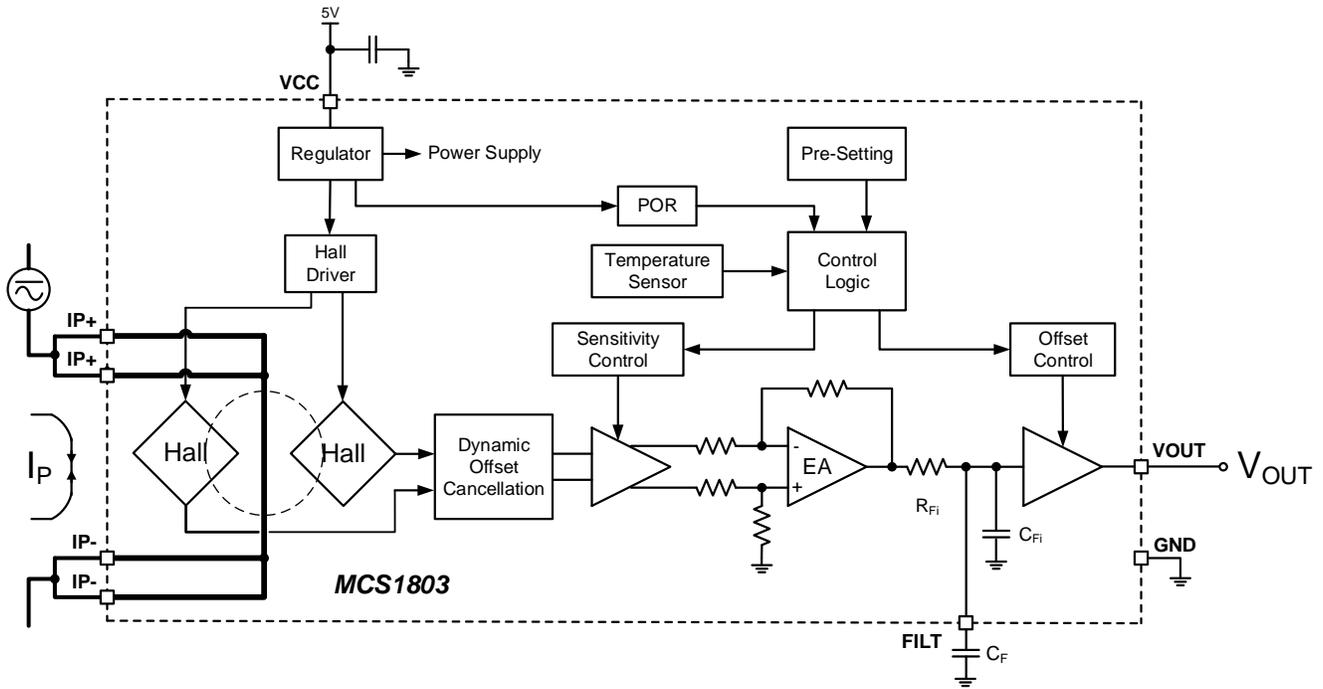 5V
VCC
Regulator
Power Supply
Pre-Setting
POR
Hall
Driver
Temperature
Sensor
Control
Logic
IP+
IP+
Sensitivity
Control
Offset
Control
IP
Hall
Hall
Dynamic
Offset
Cancellation
-
EA
+
RFi
CFi
VOUT
VOUT
GND
IP-
IP-
MCS1803
FILT
CF